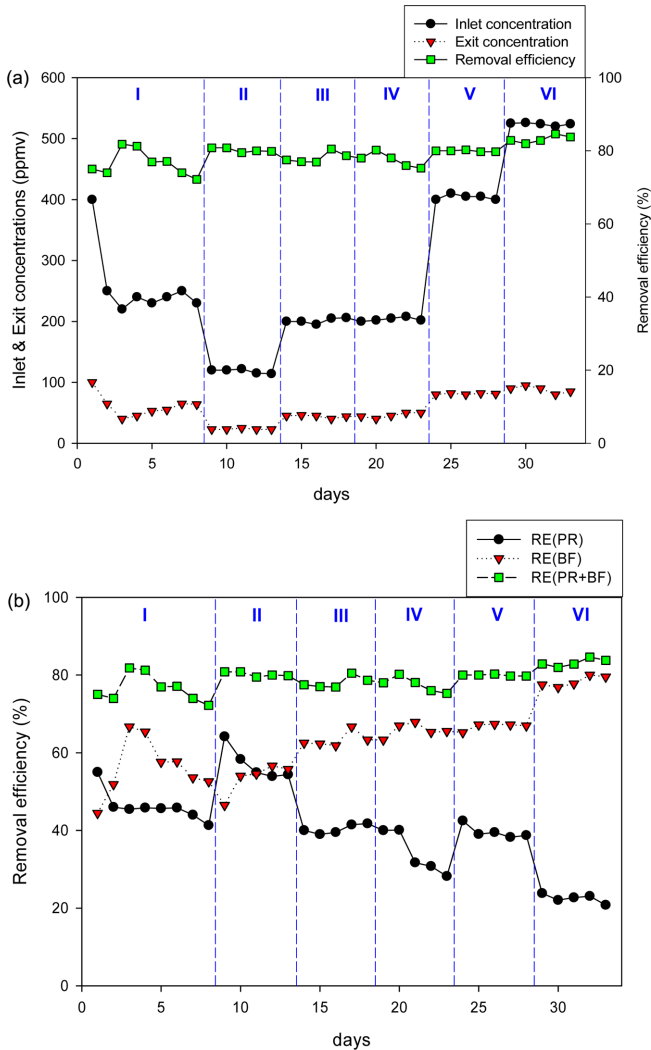 Inlet concentration
Exit concentration
Removal efficiency
(a)
I II III IV V VI
600
500
400
300
200
100
0
100
80
60
40
20
0
Inlet & Exit concentrations (ppmv)
Removal efficiency (%)
0 5 10 15 20 25 30
days
RE(PR)
RE(BF)
RE(PR+BF)
(b)
I II III IV V VI
100
80
60
40
20
0
Removal efficiency (%)
0 5 10 15 20 25 30
days